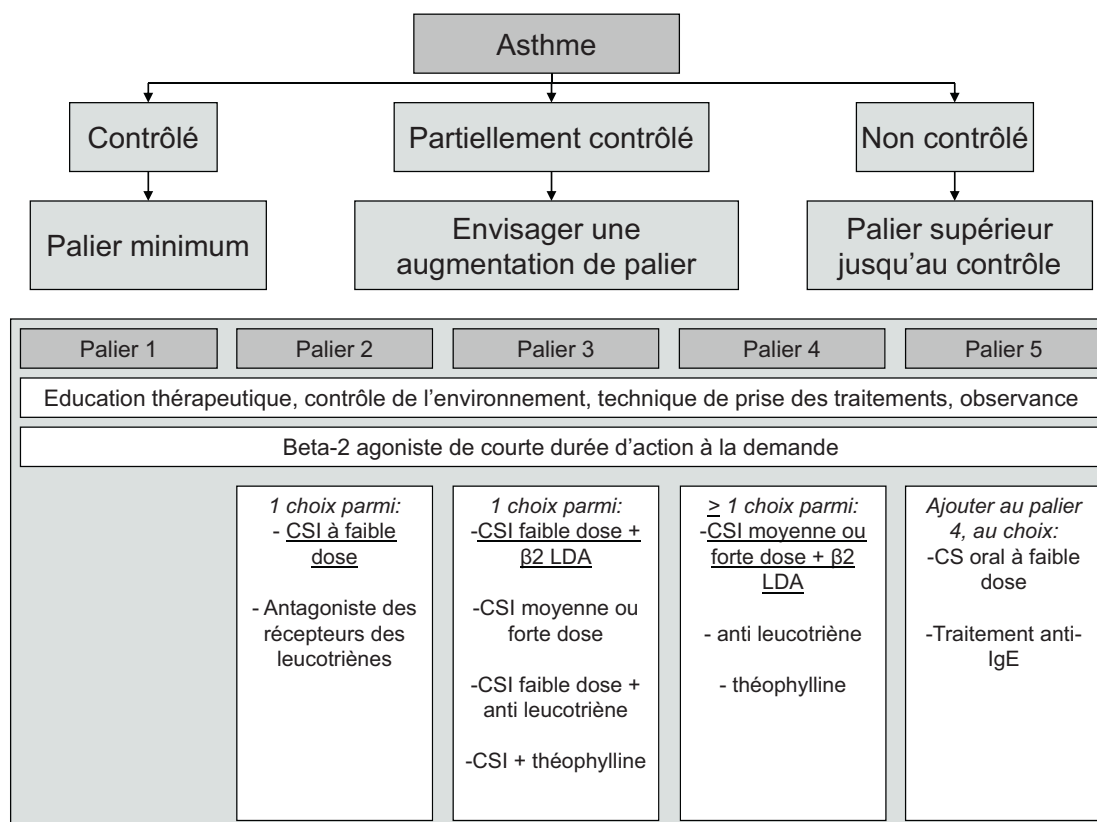 Asthme
Contrôlé
Partiellement contrôlé
Non contrôlé
Palier minimum
Envisager une
augmentation de palier
Palier supérieur
jusqu'au contrôle
Palier 1
Palier 2
Palier 3
Palier 4
Palier 5
Education thérapeutique, contrôle de l'environnement, technique de prise des traitements, observance
Beta-2 agoniste de courte durée d'action à la demande
1 choix parmi:
- CSI à faible
dose
- Antagoniste des
récepteurs des
leucotriènes
1 choix parmi:
-CSI faible dose +
β2 LDA
-CSI moyenne ou
forte dose
-CSI faible dose +
anti leucotriène
-CSI + théophylline
≥ 1 choix parmi:
-CSI moyenne ou
forte dose + β2
LDA
- anti leucotriène
- théophylline
Ajouter au palier
4, au choix:
-CS oral à faible
dose
-Traitement anti-
IgE